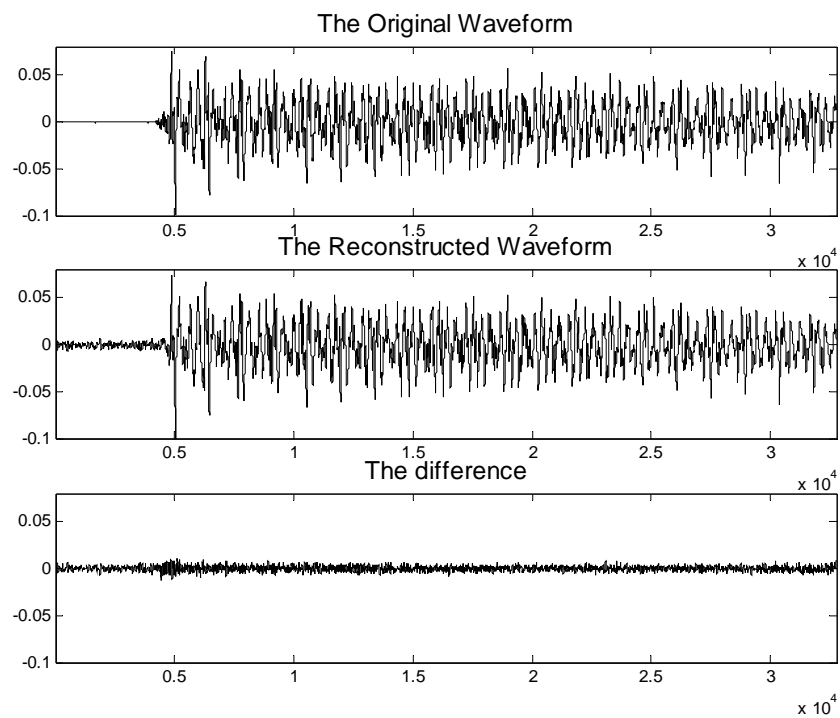 The Original Waveform
0.05
0
-0.05
-0.1
0.5 1 1.5 2 2.5 3
x 10^4
The Reconstructed Waveform
0.05
0
-0.05
-0.1
0.5 1 1.5 2 2.5 3
x 10^4
The difference
0.05
0
-0.05
-0.1
0.5 1 1.5 2 2.5 3
x 10^4